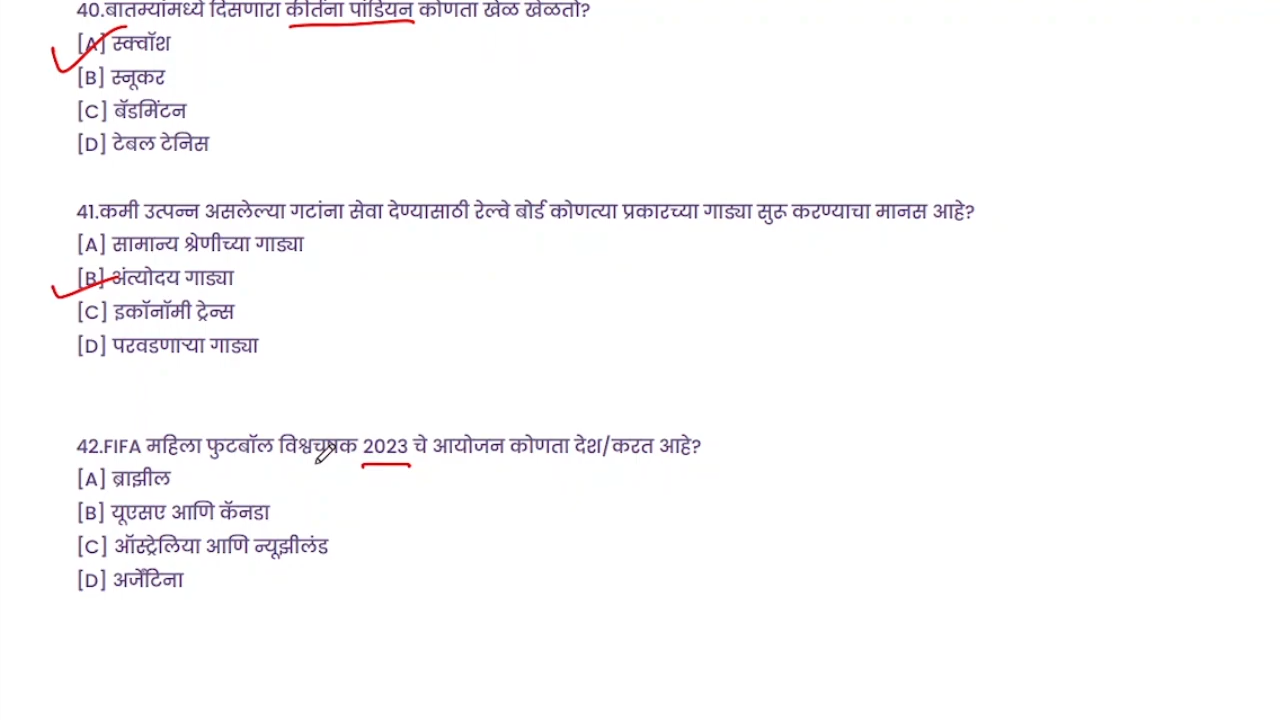 40.बातम्यांमध्ये दिसणारा कीर्तना पांडियन कोणता खेळ खेळतो?
[A] स्क्वॉश
[B] स्नूकर
[C] बॅडमिंटन
[D] टेबल टेनिस
41.कमी उत्पन्न असलेल्या गटांना सेवा देण्यासाठी रेल्वे बोर्ड कोणत्या प्रकारच्या गाड्या सुरू करण्याचा मानस आहे?
[A] सामान्य श्रेणीच्या गाड्या
[B] अंत्योदय गाड्या
[C] इकॉनॉमी ट्रेन्स
[D] परवडणाऱ्या गाड्या
42.FIFA महिला फुटबॉल विश्वचषक 2023 चे आयोजन कोणता देश/करत आहे?
[A] ब्राझील
[B] यूएसए आणि कॅनडा
[C] ऑस्ट्रेलिया आणि न्यूझीलंड
[D] अर्जेंटिना